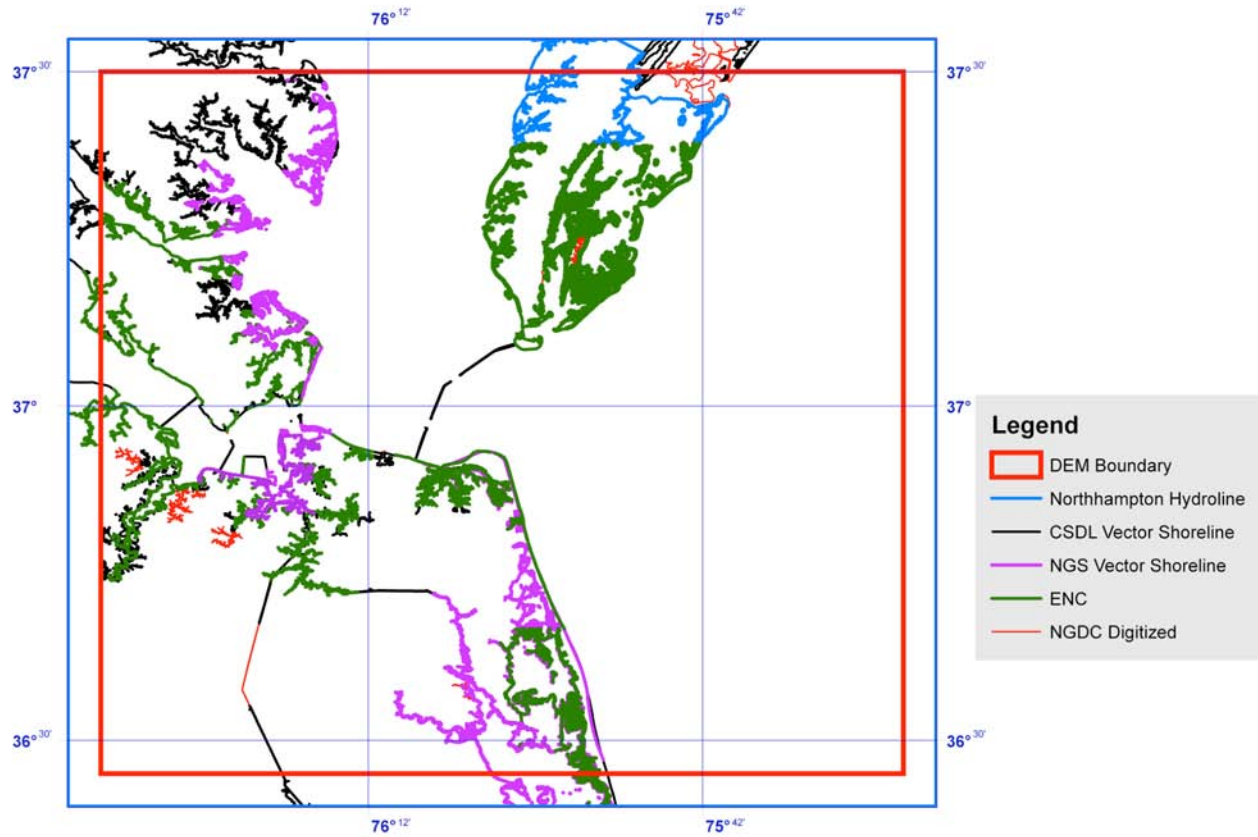 76° 12' 75° 42'
37° 30' 37° 30'
37° 37°
36° 30' 36° 30'
76° 12' 75° 42'
Legend
DEM Boundary
Northhampton Hydroline
CSDL Vector Shoreline
NGS Vector Shoreline
ENC
NGDC Digitized